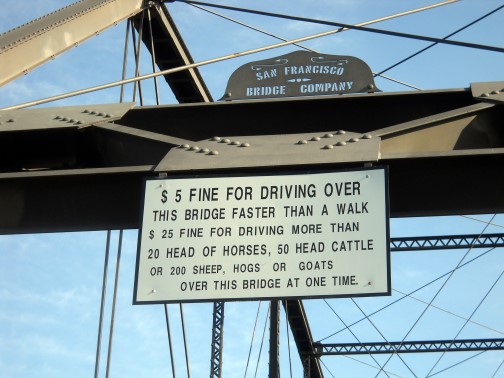 SAN FRANCISCO
BRIDGE COMPANY
$ 5 FINE FOR DRIVING OVER
THIS BRIDGE FASTER THAN A WALK
$ 25 FINE FOR DRIVING MORE THAN
20 HEAD OF HORSES, 50 HEAD CATTLE
OR 200 SHEEP, HOGS OR GOATS
OVER THIS BRIDGE AT ONE TIME.